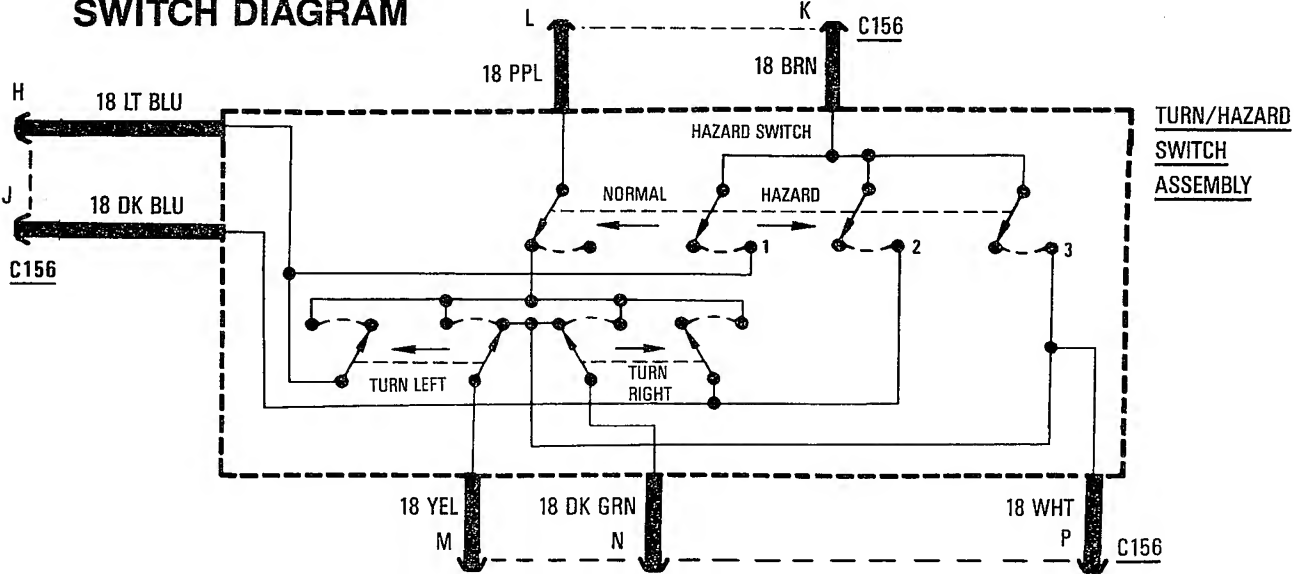 SWITCH DIAGRAM
L
K
C156
18 PPL
18 BRN
H
18 LT BLU
HAZARD SWITCH
TURN/HAZARD
SWITCH
ASSEMBLY
J
18 DK BLU
NORMAL
HAZARD
C156
1
2
3
TURN LEFT
TURN
RIGHT
18 YEL
18 DK GRN
18 WHT
M
N
P
C156